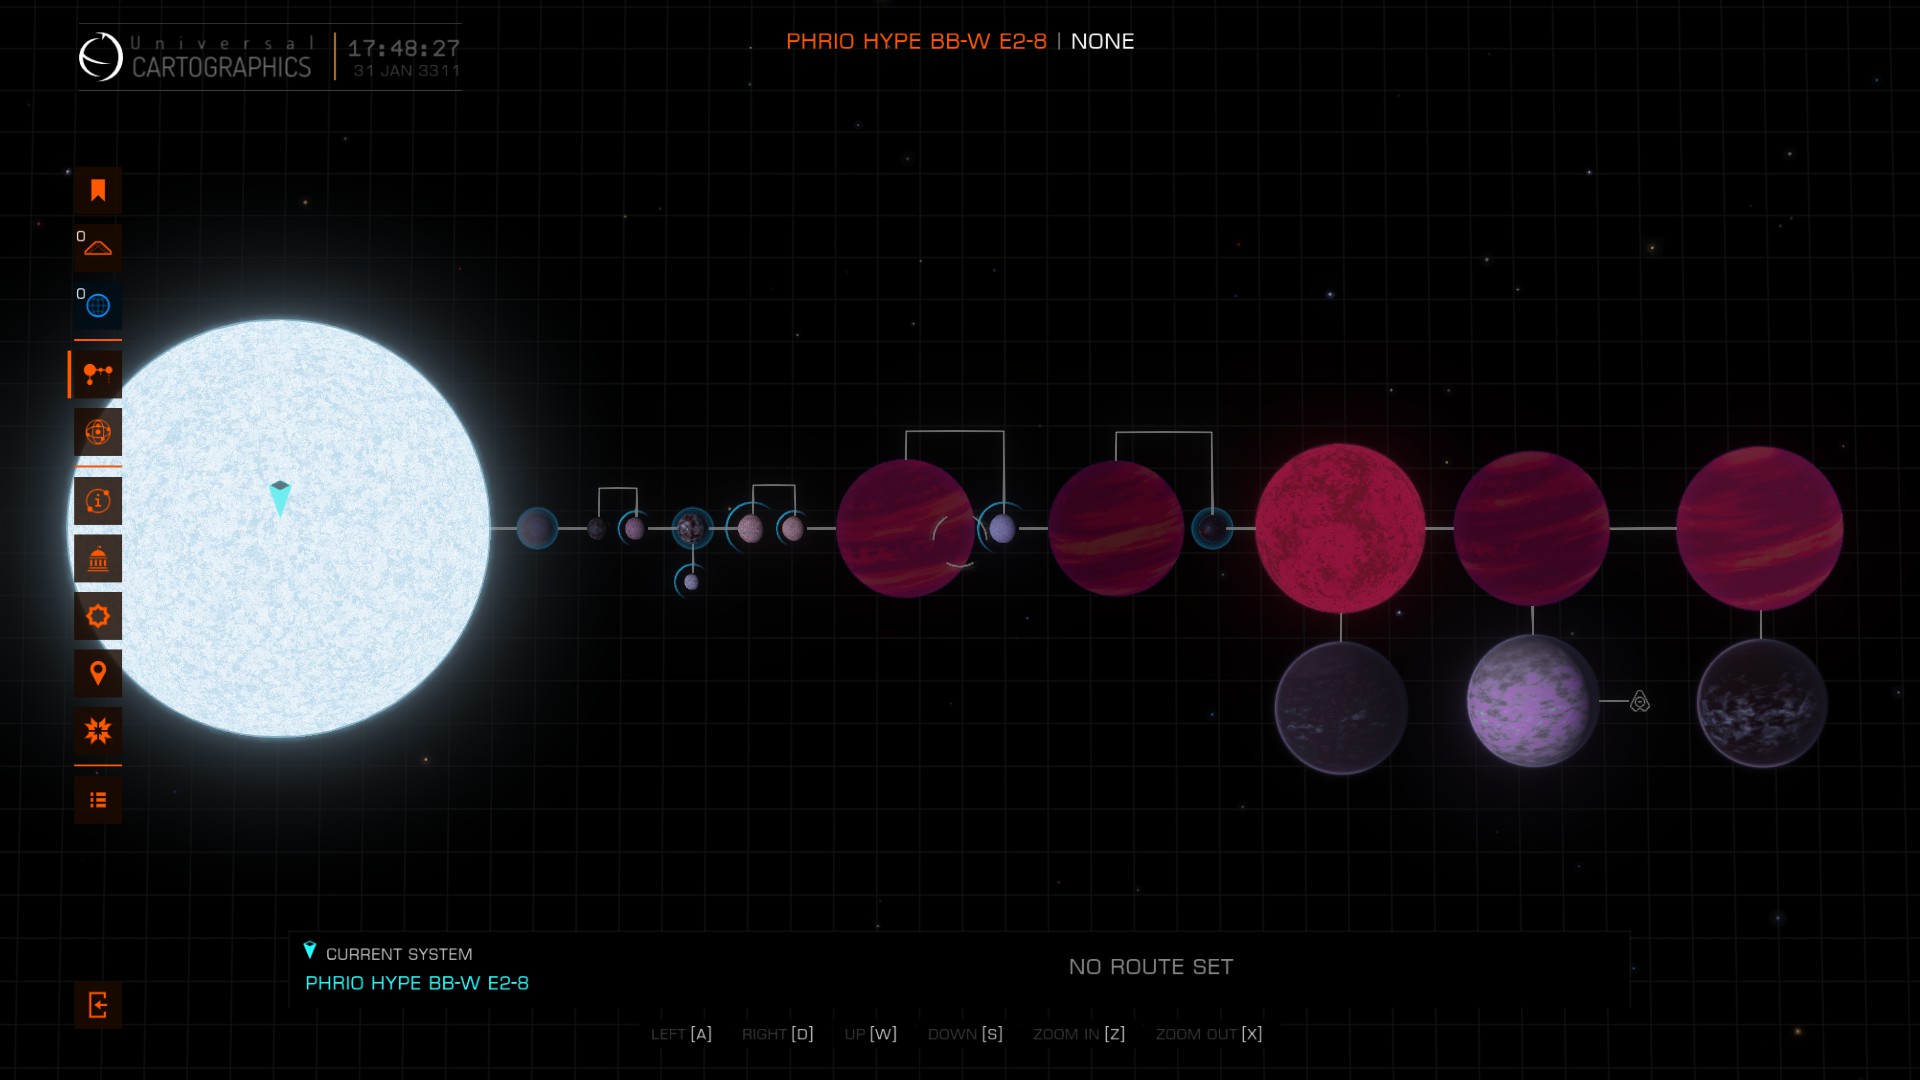 Universal
CARTOGRAPHICS
17:48:27
31 JAN 3311
PHRIO HYPE BB-W E2-8 | NONE
0
0
CURRENT SYSTEM
PHRIO HYPE BB-W E2-8
NO ROUTE SET
LEFT [A] RIGHT [D] UP [W] DOWN [S] ZOOM IN [Z] ZOOM OUT [X]